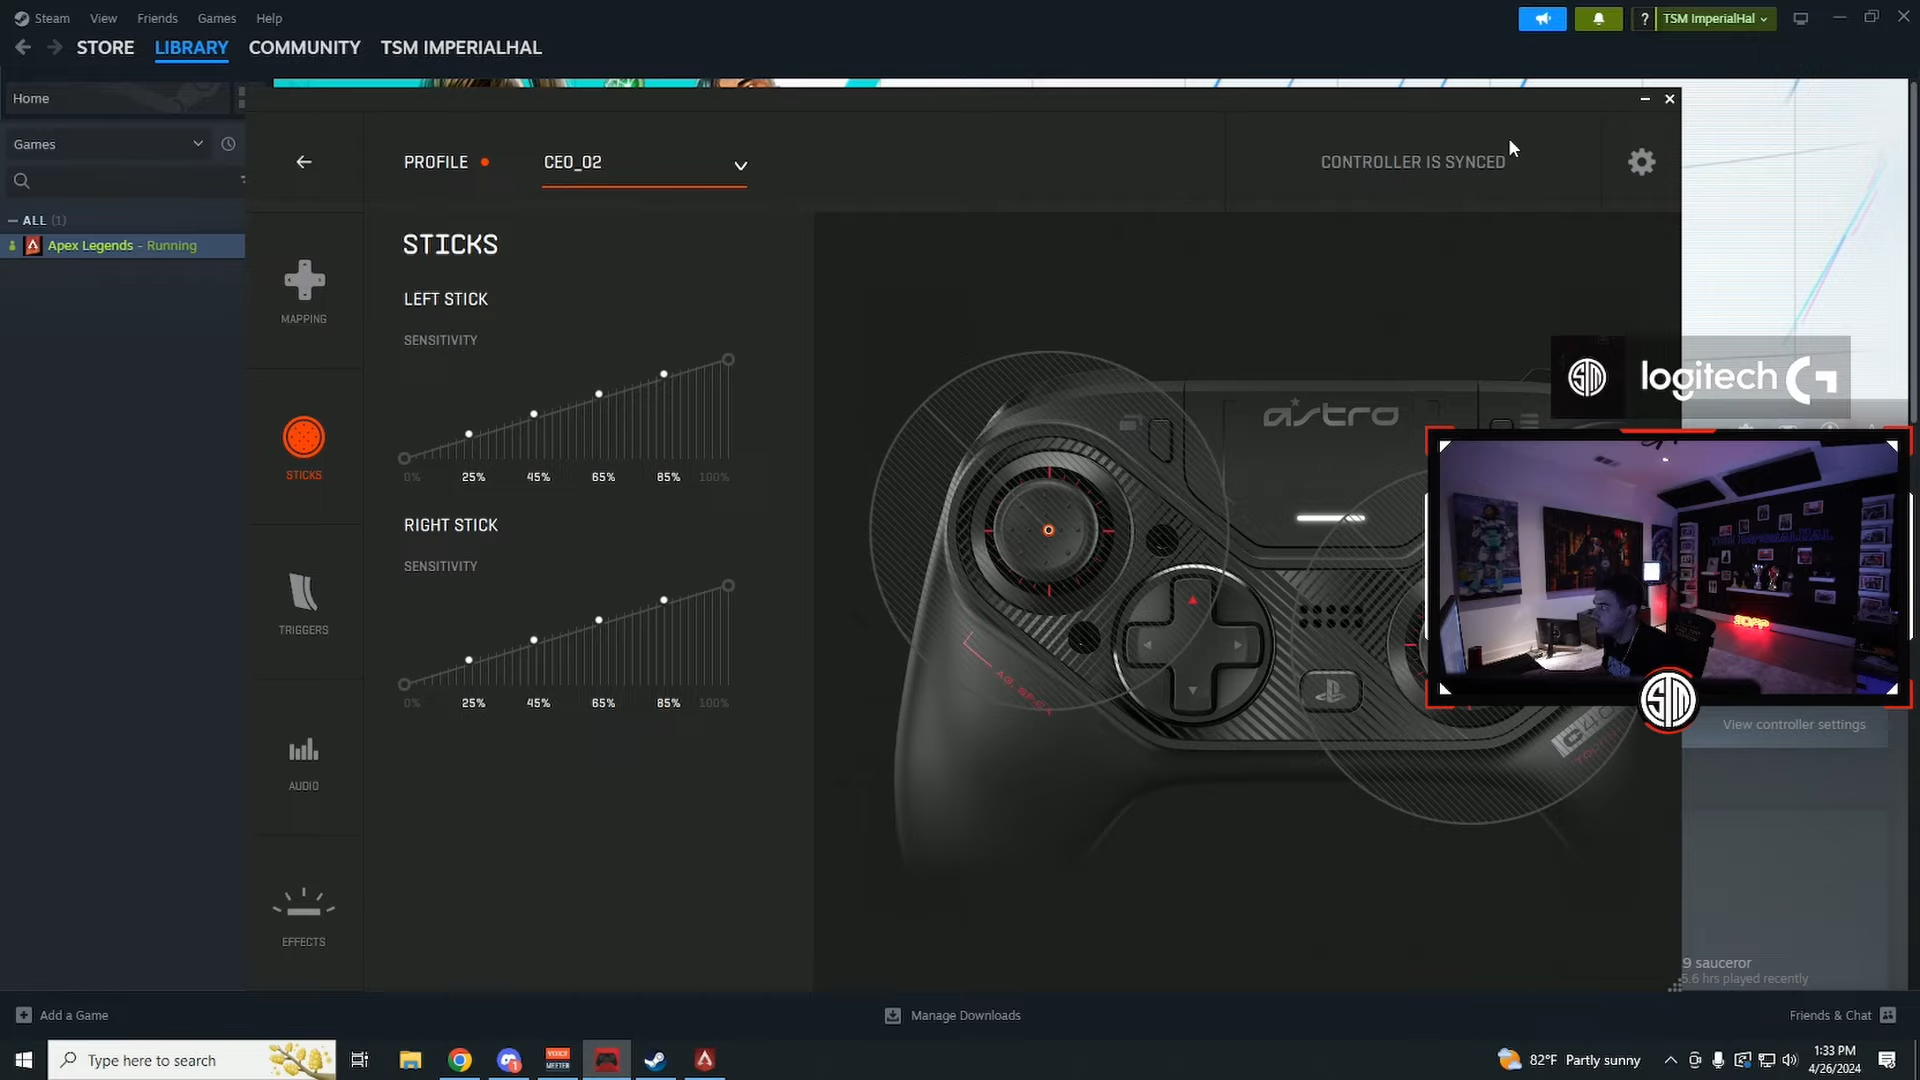 Steam View Friends Games Help
? TSM ImperialHal
STORE LIBRARY COMMUNITY TSM IMPERIALHAL
Home
Games
ALL (1)
Apex Legends - Running
PROFILE CEO_02 CONTROLLER IS SYNCED
MAPPING
STICKS
TRIGGERS
AUDIO
EFFECTS
STICKS
LEFT STICK
SENSITIVITY
0% 25% 45% 65% 85% 100%
RIGHT STICK
SENSITIVITY
0% 25% 45% 65% 85% 100%
astro
TSM logitech G
TSM
View controller settings
9 sauceror
5.6 hrs played recently
Add a Game
Manage Downloads
Friends & Chat
Type here to search
VOICE
MEETER
82°F Partly sunny
1:33 PM
4/26/2024